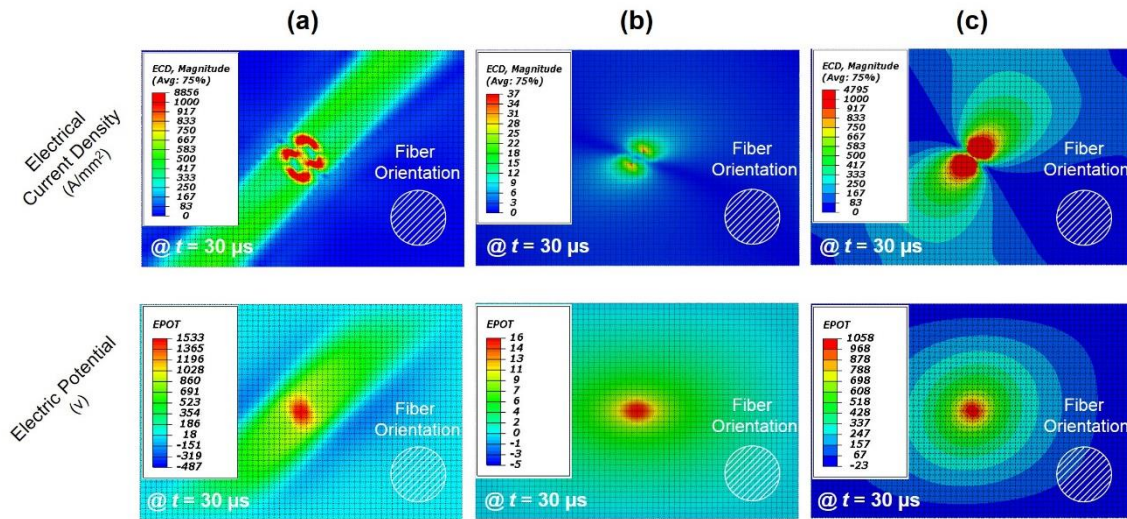 (a)
(b)
(c)
Electrical
Current Density
(A/mm²)
ECD, Magnitude
(Avg: 75%)
8856
1000
917
833
750
667
583
500
417
333
250
167
83
0
Fiber
Orientation
@ t = 30 µs
ECD, Magnitude
(Avg: 75%)
37
34
31
28
25
22
18
15
12
9
6
3
0
Fiber
Orientation
@ t = 30 µs
ECD, Magnitude
(Avg: 75%)
4795
1000
917
833
750
667
583
500
417
333
250
167
83
0
Fiber
Orientation
@ t = 30 µs
Electric Potential
(v)
EPOT
1533
1365
1196
1028
860
691
523
354
186
18
-151
-319
-487
Fiber
Orientation
@ t = 30 µs
EPOT
16
14
13
11
9
7
6
4
2
0
-1
-3
-5
Fiber
Orientation
@ t = 30 µs
EPOT
1058
968
878
788
698
608
518
428
337
247
157
67
-23
Fiber
Orientation
@ t = 30 µs